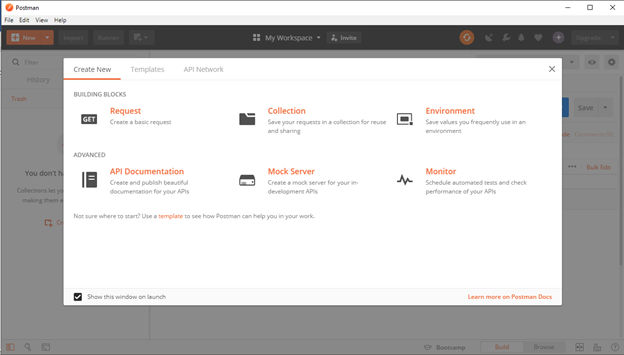 Postman
File Edit View Help
New Import Runner My Workspace Invite Upgrade
Filter
History
Trash
Save
Create New Templates API Network
BUILDING BLOCKS
Request
Create a basic request
Collection
Save your requests in a collection for reuse
and sharing
Environment
Save values you frequently use in an
environment
GET
ADVANCED
API Documentation
Create and publish beautiful
documentation for your APIs
Mock Server
Create a mock server for your in-
development APIs
Monitor
Schedule automated tests and check
performance of your APIs
Not sure where to start? Use a template to see how Postman can help you in your work.
Show this window on launch
Learn more on Postman Docs
You don't h
Collections let yo
making them e
Comments (0)
Bulk Edit
Bootcamp Build Browse